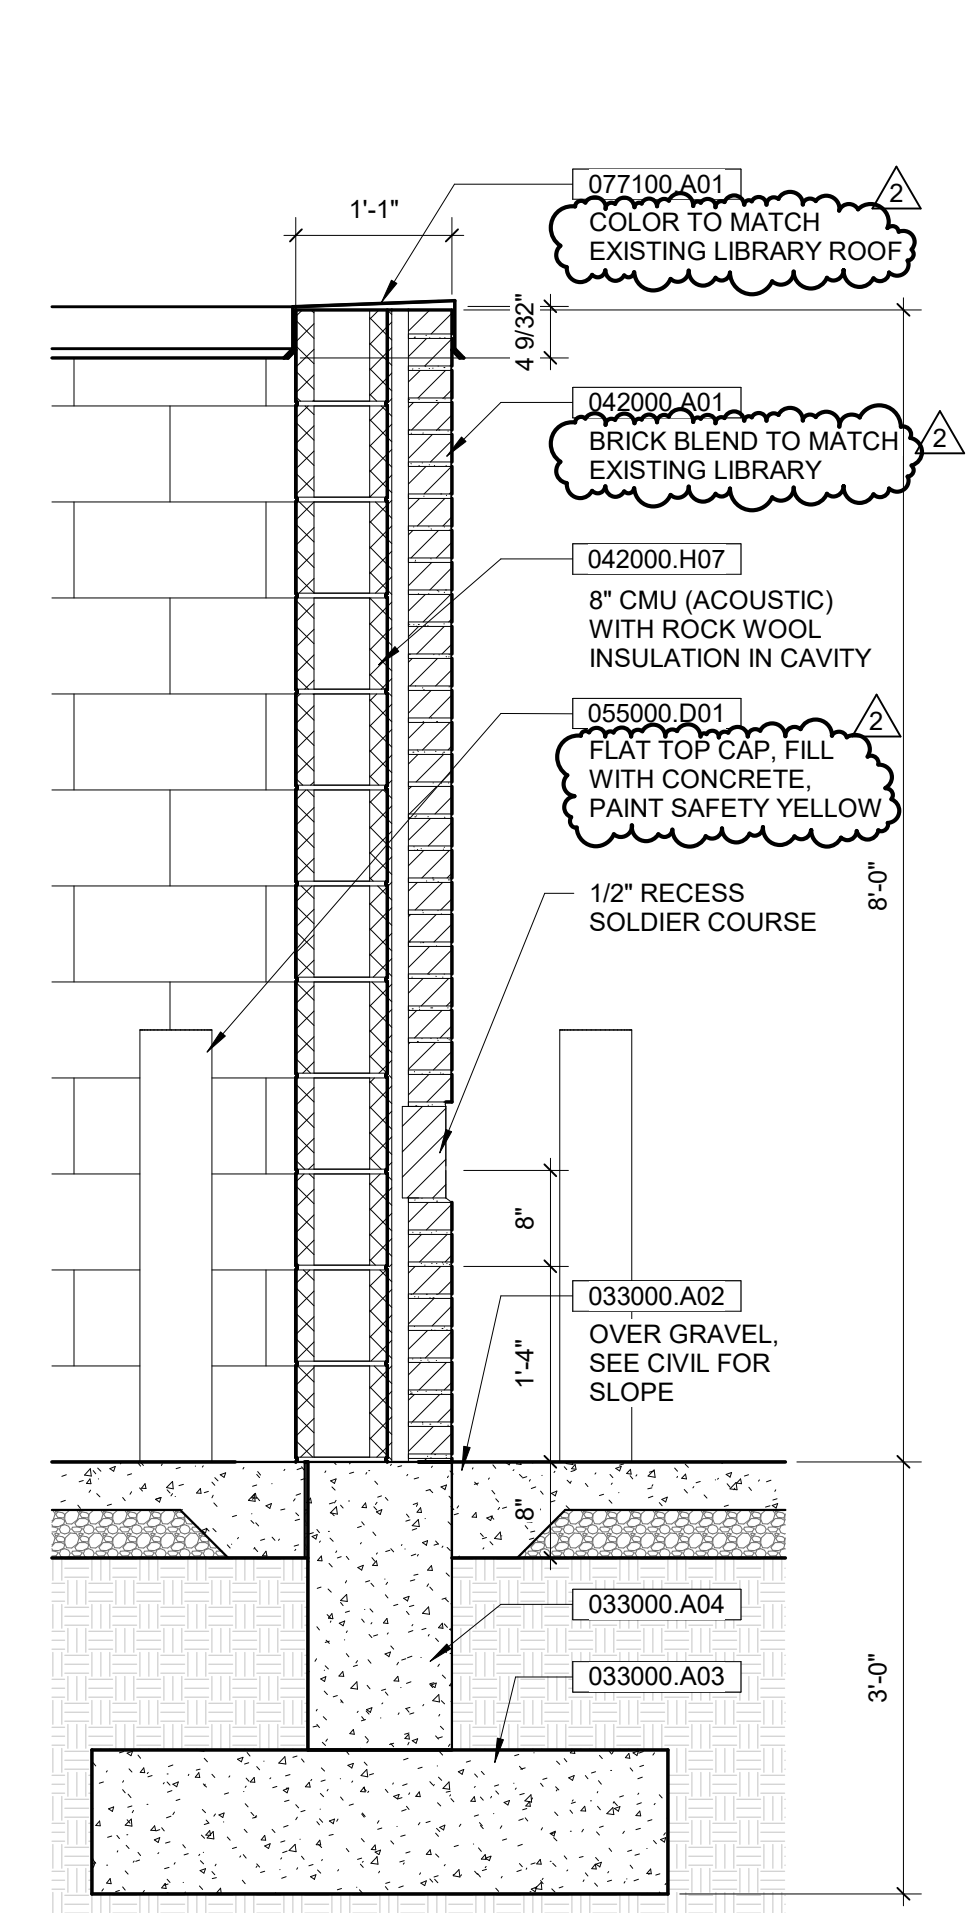 077100.A01
2
COLOR TO MATCH
EXISTING LIBRARY ROOF
1'-1"
4 9/32"
042000.A01
2
BRICK BLEND TO MATCH
EXISTING LIBRARY
042000.H07
8" CMU (ACOUSTIC)
WITH ROCK WOOL
INSULATION IN CAVITY
055000.D01
2
FLAT TOP CAP, FILL
WITH CONCRETE,
PAINT SAFETY YELLOW
8'-0"
1/2" RECESS
SOLDIER COURSE
8"
033000.A02
OVER GRAVEL,
SEE CIVIL FOR
SLOPE
1'-4"
8"
033000.A04
033000.A03
3'-0"